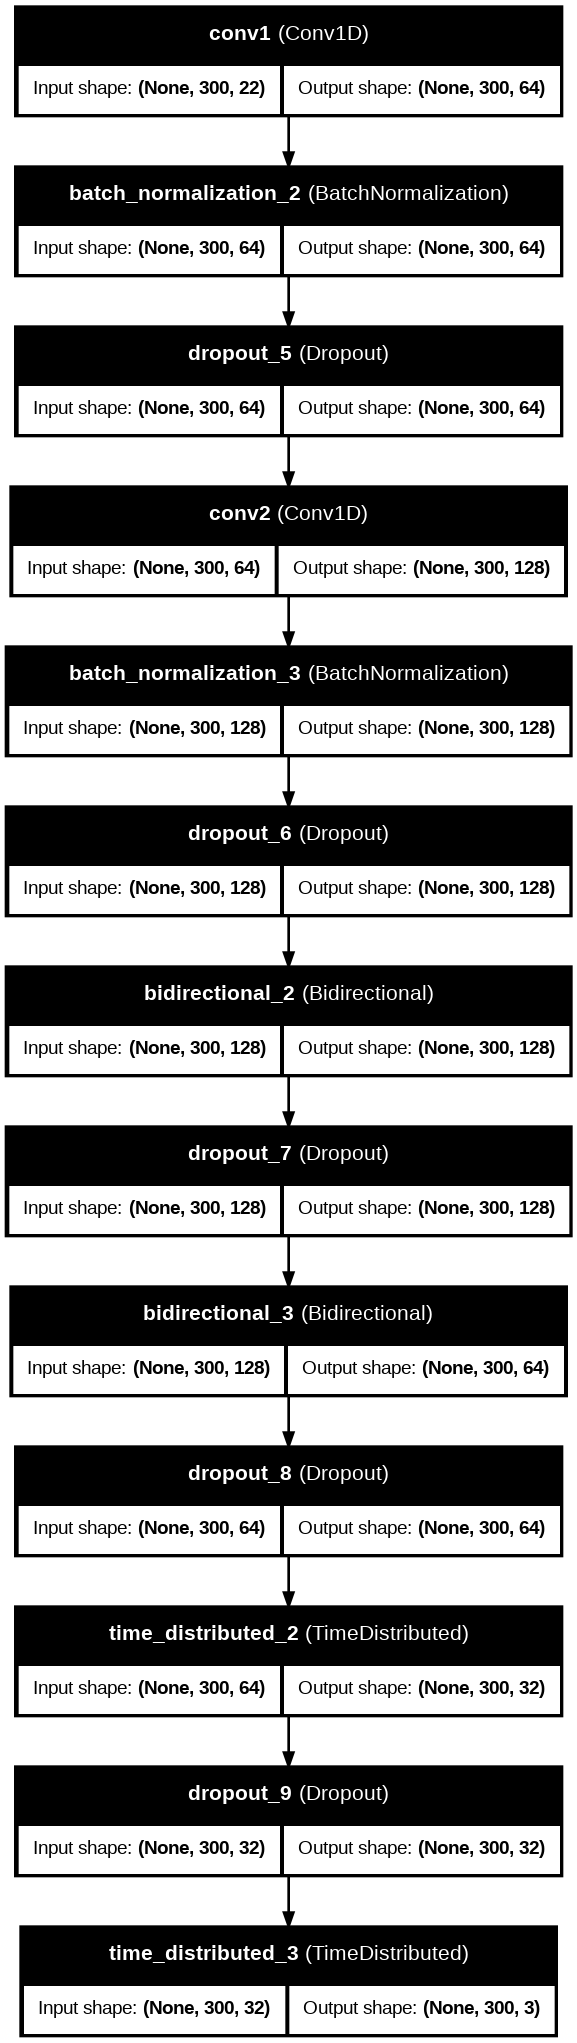 conv1 (Conv1D)
Input shape: (None, 300, 22) Output shape: (None, 300, 64)
batch_normalization_2 (BatchNormalization)
Input shape: (None, 300, 64) Output shape: (None, 300, 64)
dropout_5 (Dropout)
Input shape: (None, 300, 64) Output shape: (None, 300, 64)
conv2 (Conv1D)
Input shape: (None, 300, 64) Output shape: (None, 300, 128)
batch_normalization_3 (BatchNormalization)
Input shape: (None, 300, 128) Output shape: (None, 300, 128)
dropout_6 (Dropout)
Input shape: (None, 300, 128) Output shape: (None, 300, 128)
bidirectional_2 (Bidirectional)
Input shape: (None, 300, 128) Output shape: (None, 300, 128)
dropout_7 (Dropout)
Input shape: (None, 300, 128) Output shape: (None, 300, 128)
bidirectional_3 (Bidirectional)
Input shape: (None, 300, 128) Output shape: (None, 300, 64)
dropout_8 (Dropout)
Input shape: (None, 300, 64) Output shape: (None, 300, 64)
time_distributed_2 (TimeDistributed)
Input shape: (None, 300, 64) Output shape: (None, 300, 32)
dropout_9 (Dropout)
Input shape: (None, 300, 32) Output shape: (None, 300, 32)
time_distributed_3 (TimeDistributed)
Input shape: (None, 300, 32) Output shape: (None, 300, 3)